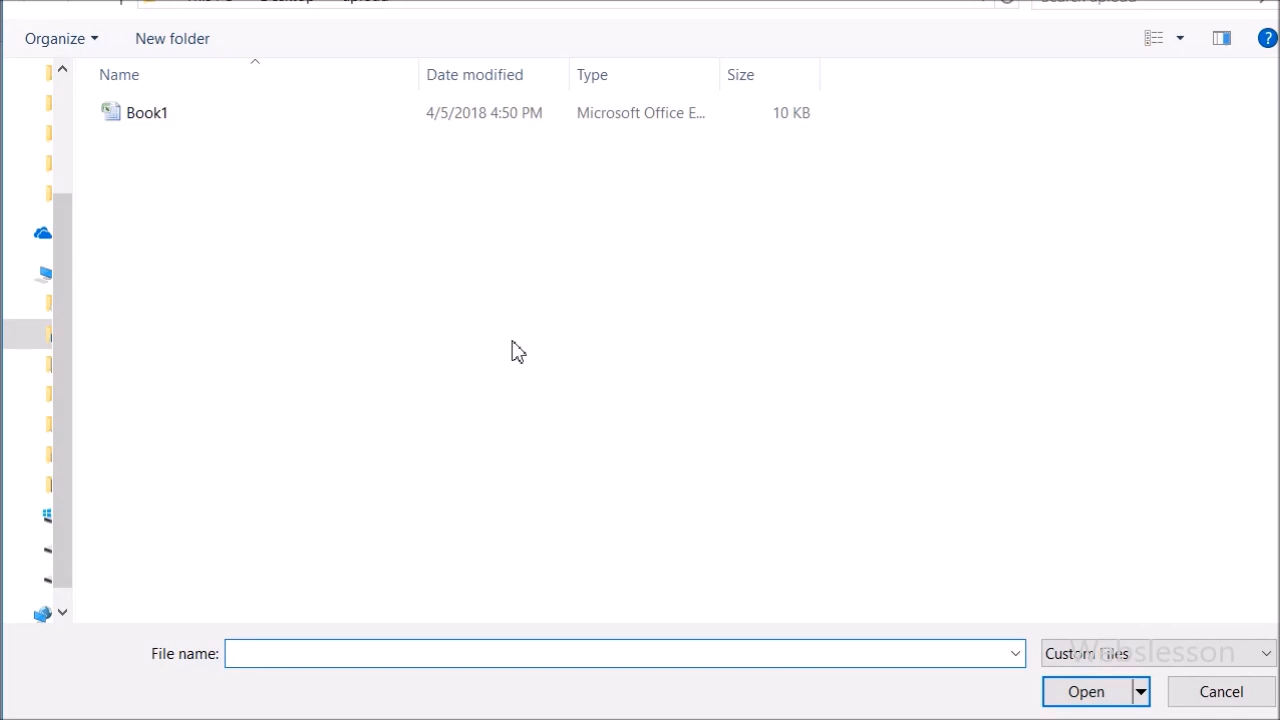 Organize New folder ?
Name Date modified Type Size
Book1 4/5/2018 4:50 PM Microsoft Office E... 10 KB
File name: Custom Files
Webslesson
Open Cancel